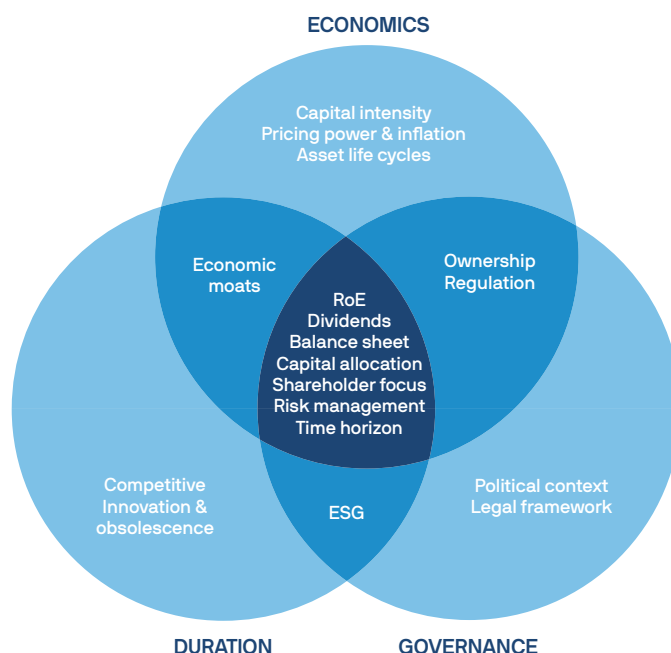 ECONOMICS
Capital intensity
Pricing power & inflation
Asset life cycles
Economic
moats
Ownership
Regulation
RoE
Dividends
Balance sheet
Capital allocation
Shareholder focus
Risk management
Time horizon
Competitive
Innovation &
obsolescence
ESG
Political context
Legal framework
DURATION
GOVERNANCE